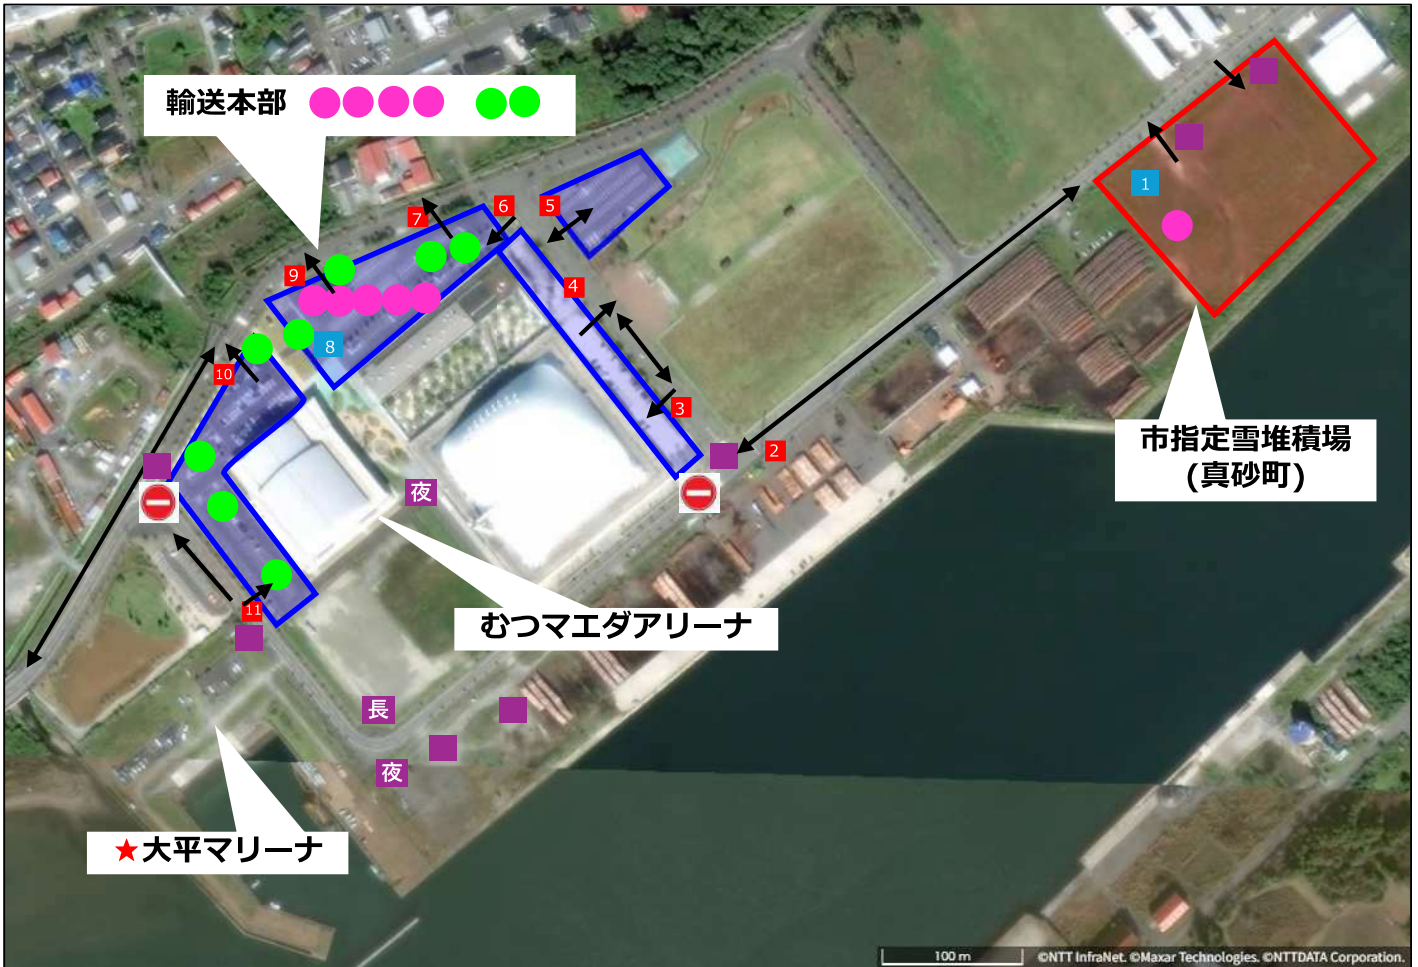 輸送本部
1
7
6
5
9
4
8
10
3
2
市指定雪堆積場
(真砂町)
夜
11
むつマエダアリーナ
長
夜
★大平マリーナ
100 m
©NTT InfraNet. ©Maxar Technologies. ©NTTDATA Corporation.